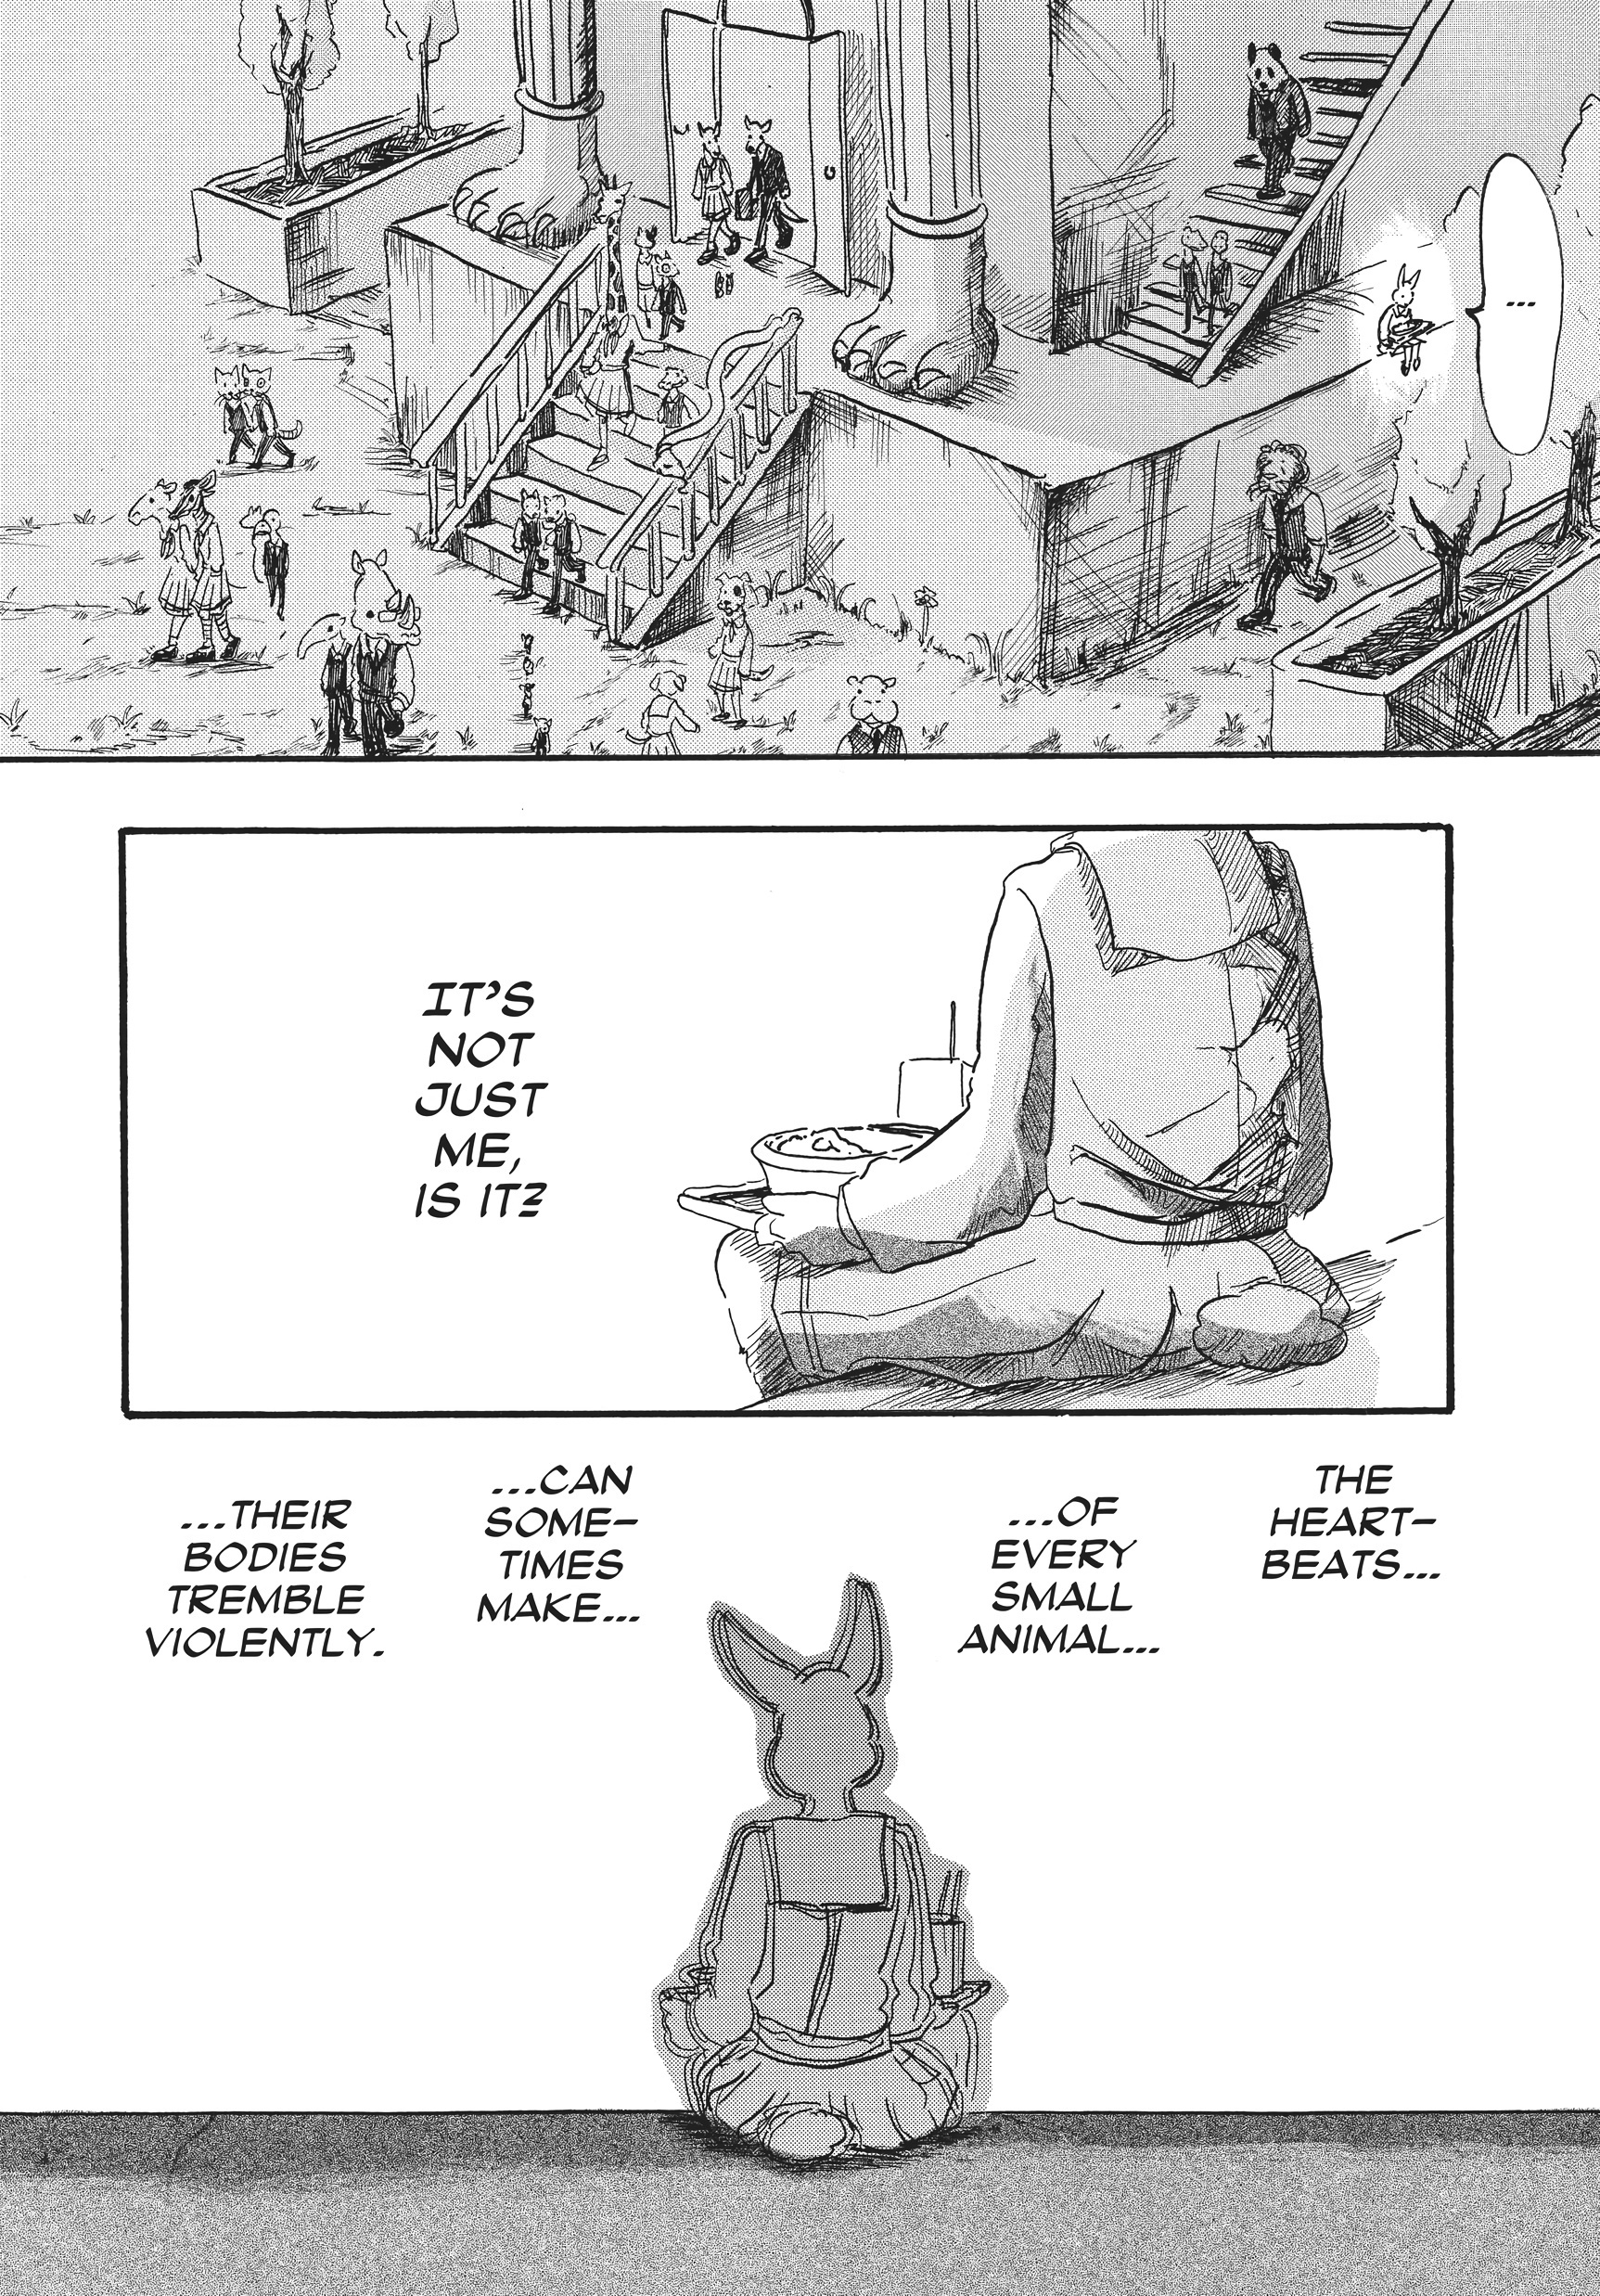 ...
IT'S
NOT
JUST
ME,
IS IT?
THE
HEART-
BEATS...
...OF
EVERY
SMALL
ANIMAL...
...CAN
SOME-
TIMES
MAKE...
...THEIR
BODIES
TREMBLE
VIOLENTLY.